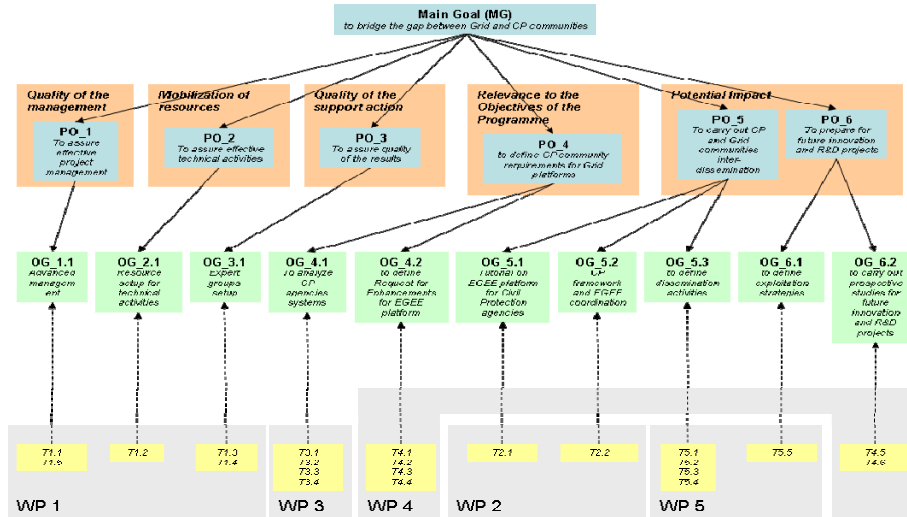 Main Goal (MG)
to bridge the gap between Grid and CP communities
Quality of the
management
Mobilization of
resources
Quality of the
support action
Relevance to the
Objectives of the
Programme
Potential Impact
PO_1
To assure
effective
project
management
PO_2
To assure effective
technical activities
PO_3
To assure quality
of the results
PO_4
to define CP community
requirements for Grid
platforms
PO_5
To carry out CP
and Grid
communities
inter-
dissemination
PO_6
To prepare for
future innovation
and R&D projects
OG_1.1
Advanced
managem
ent
OG_2.1
Resource
setup for
technical
activities
OG_3.1
Expert
groups
setup
OG_4.1
To analyze
CP
agencies
systems
OG_4.2
to define
Request for
Enhancements
for EGEE
platform
OG_5.1
Tutorial on
EGEE platform
for Civil
Protection
agencies
OG_5.2
CP
framework
and EGEE
coordination
OG_5.3
to define
dissemination
activities
OG_6.1
to define
exploitation
strategies
OG_6.2
to carry out
prospective
studies for
future
innovation
and R&D
projects
T1.1
T1.5
T1.2
T1.3
T1.4
T3.1
T3.2
T3.3
T3.4
T4.1
T4.2
T4.3
T4.4
T2.1
T2.2
T5.1
T5.3
T5.4
T5.5
T4.5
T4.6
WP 1
WP 3
WP 4
WP 2
WP 5